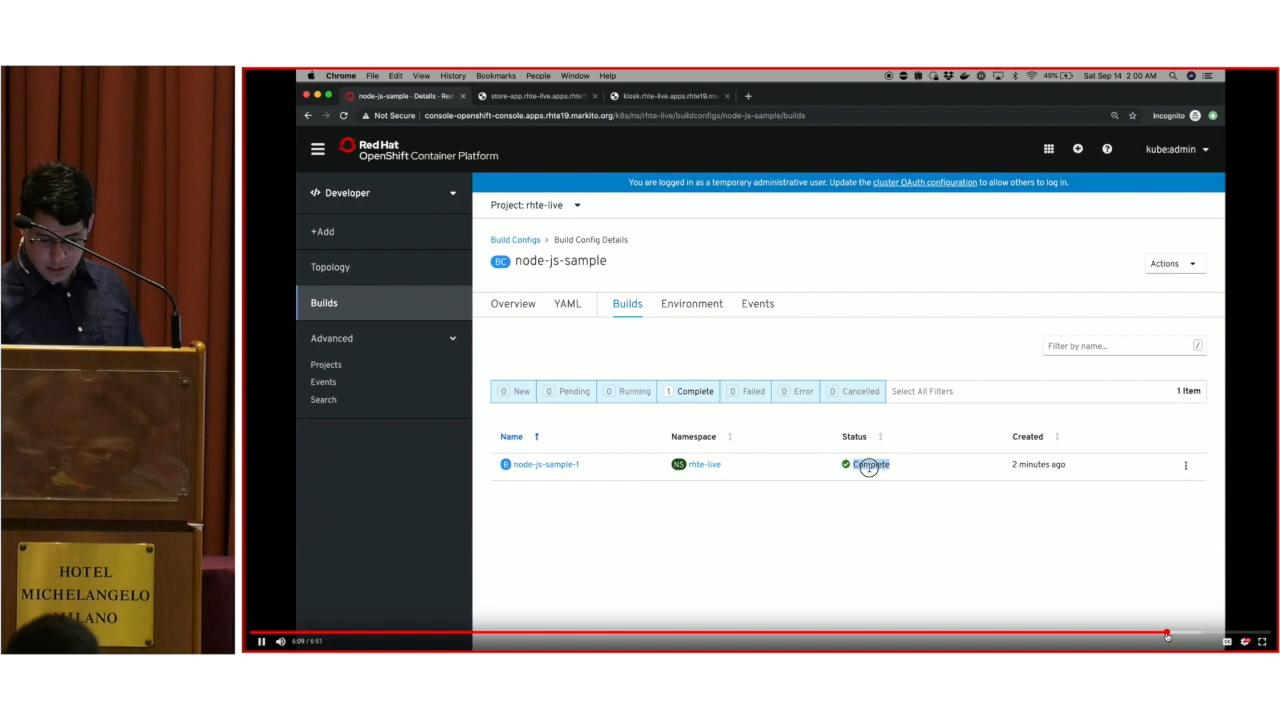 HOTEL
MICHELANGELO
MILANO
Chrome File Edit View History Bookmarks People Window Help
49% Sat Sep 14 2:00 AM
node-js-sample · Details · Red store-app.rhte-live.apps.rhte1 kiosk.rhte-live.apps.rhte19.m
Not Secure console-openshift-console.apps.rhte19.markito.org/k8s/ns/rhte-live/buildconfigs/node-js-sample/builds Incognito
Red Hat
OpenShift Container Platform
kube:admin
You are logged in as a temporary administrative user. Update the cluster OAuth configuration to allow others to log in.
Developer
+Add
Topology
Builds
Advanced
Projects
Events
Search
Project: rhte-live
Build Configs > Build Config Details
BC node-js-sample
Actions
Overview YAML Builds Environment Events
Filter by name... /
0 New 0 Pending 0 Running 1 Complete 0 Failed 0 Error 0 Cancelled Select All Filters 1 Item
Name Namespace Status Created
B node-js-sample-1 NS rhte-live Complete 2 minutes ago
6:09 / 6:51